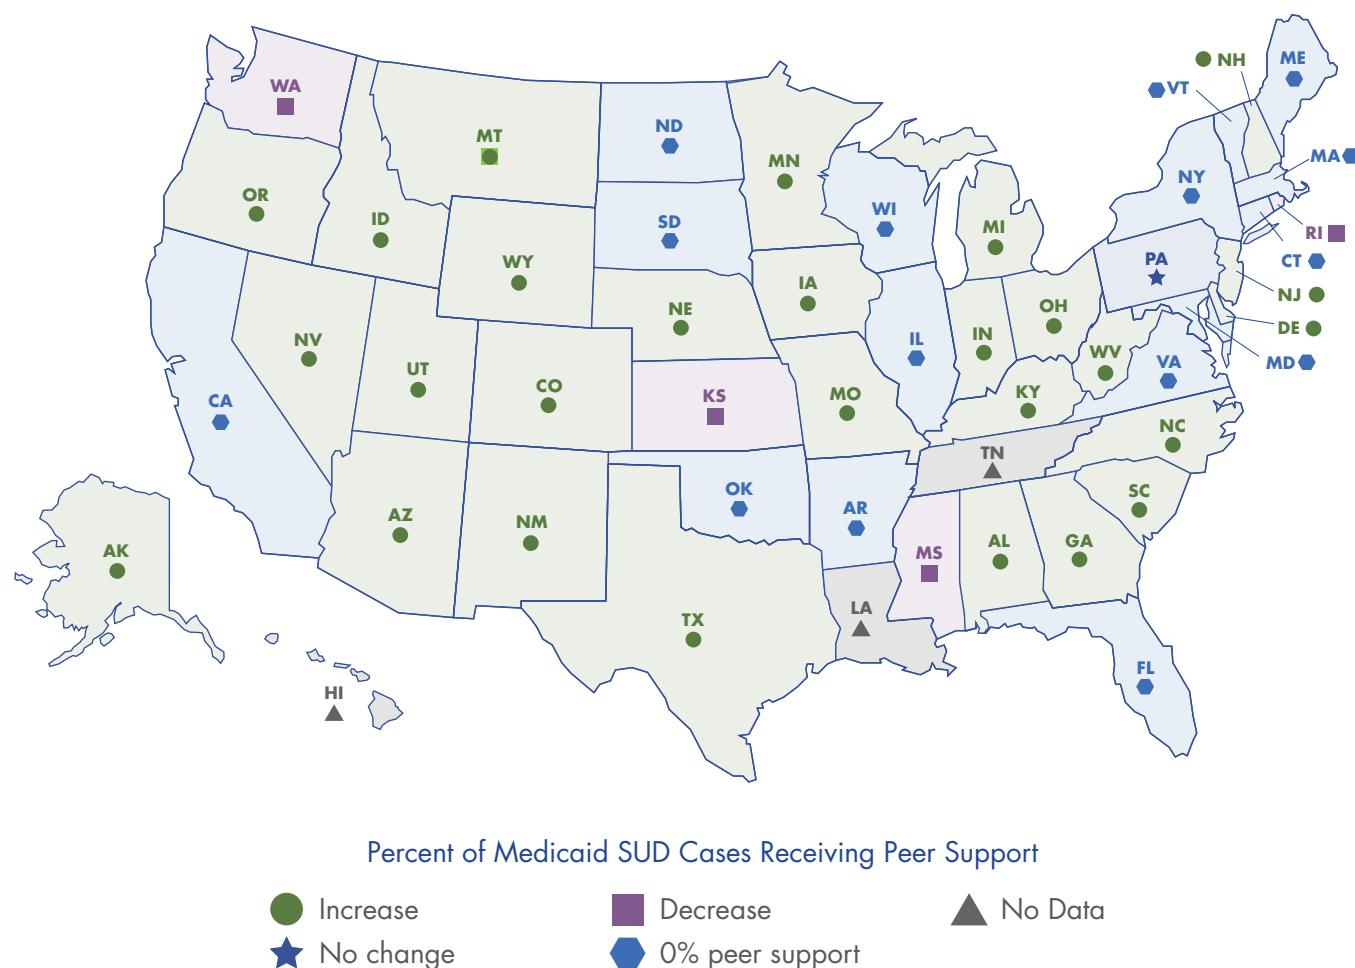 ME
NH
VT
WA
ND
MT
MN
MA
NY
OR
ID
SD
WI
MI
RI
PA
CT
WY
IA
NJ
NE
OH
DE
NV
IL
IN
WV
VA
MD
UT
CO
KS
MO
KY
CA
NC
TN
OK
AR
SC
AZ
NM
AK
MS
AL
GA
LA
TX
FL
HI
Percent of Medicaid SUD Cases Receiving Peer Support
Increase
Decrease
No Data
No change
0% peer support